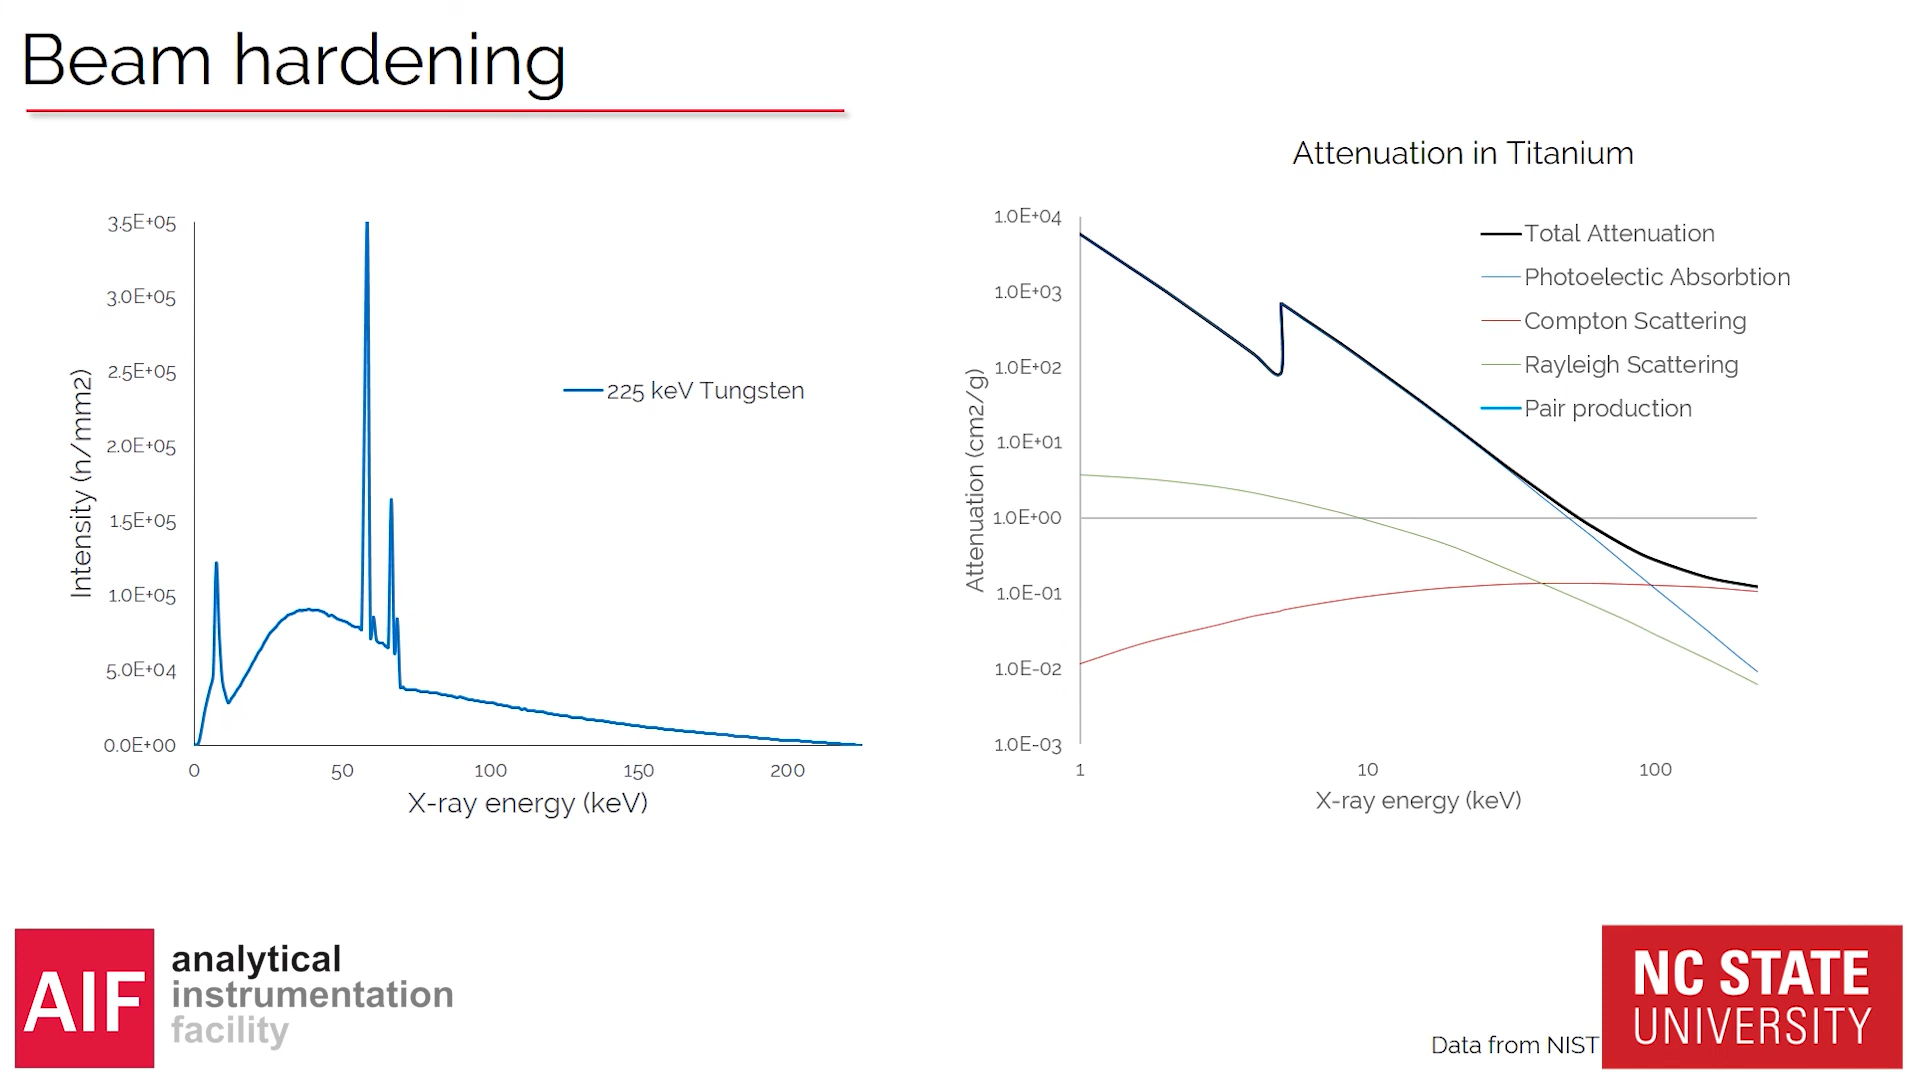 Beam hardening
3.5E+05
3.0E+05
2.5E+05
2.0E+05
1.5E+05
1.0E+05
5.0E+04
0.0E+00
Intensity (n/mm2)
225 keV Tungsten
0 50 100 150 200
X-ray energy (keV)
Attenuation in Titanium
1.0E+04
1.0E+03
1.0E+02
1.0E+01
1.0E+00
1.0E-01
1.0E-02
1.0E-03
Attenuation (cm2/g)
Total Attenuation
Photoelectic Absorbtion
Compton Scattering
Rayleigh Scattering
Pair production
1 10 100
X-ray energy (keV)
AIF
analytical
instrumentation
facility
Data from NIST
NC STATE
UNIVERSITY